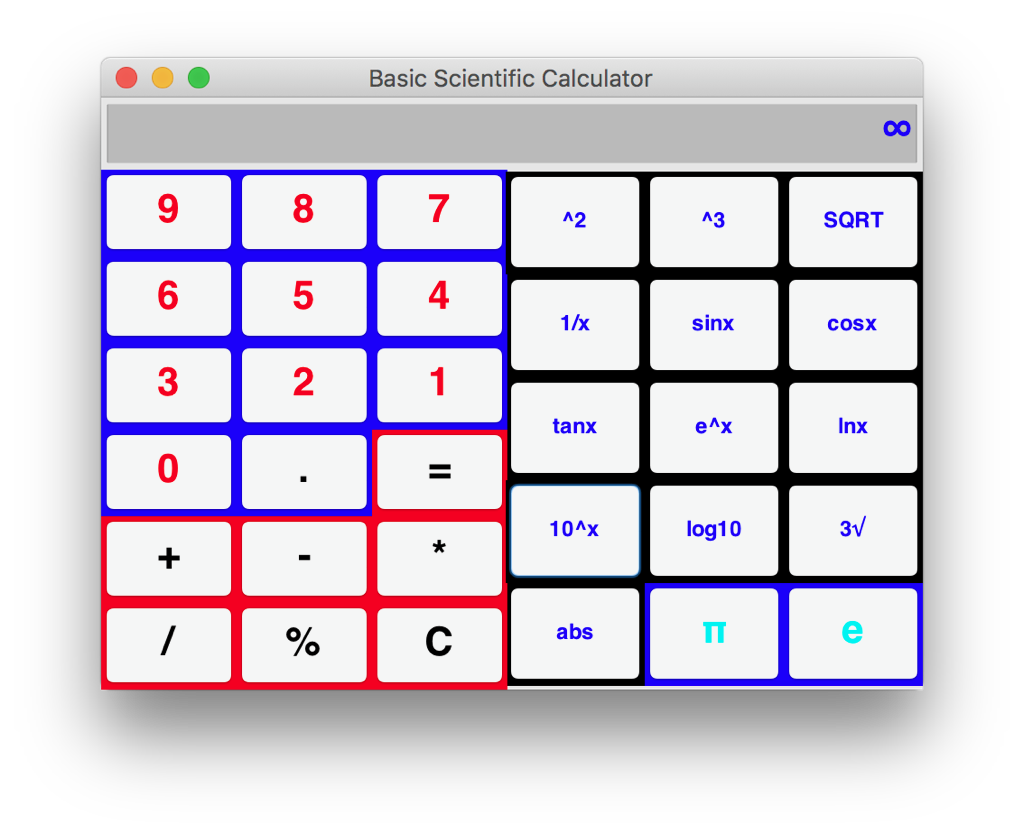 Basic Scientific Calculator
∞
9 8 7
6 5 4
3 2 1
0 . =
+ - *
/ % C
^2 ^3 SQRT
1/x sinx cosx
tanx e^x lnx
10^x log10 3√
abs π e